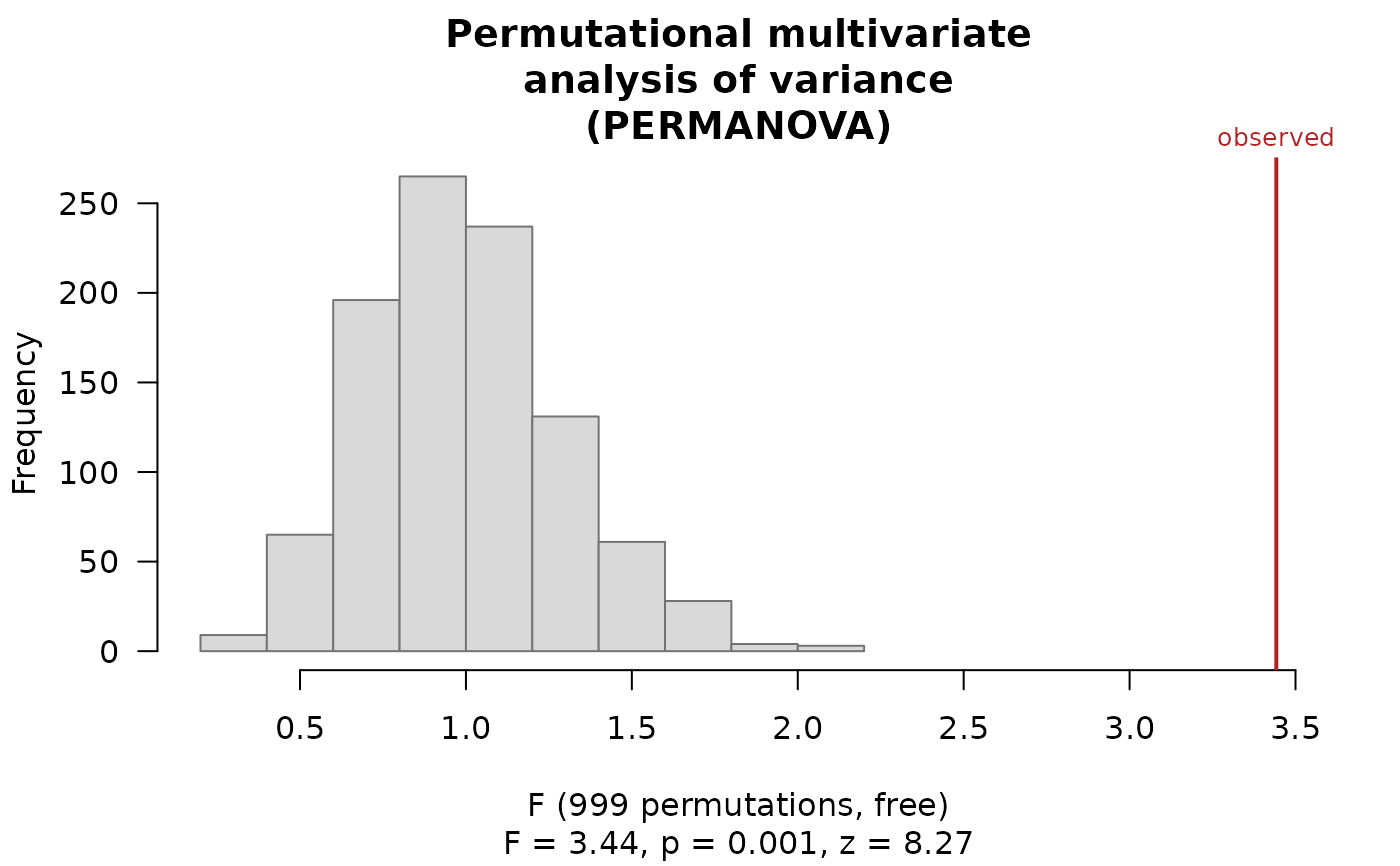 Permutational multivariate
analysis of variance
(PERMANOVA)
observed
Frequency
250
200
150
100
50
0
0.5 1.0 1.5 2.0 2.5 3.0 3.5
F (999 permutations, free)
F = 3.44, p = 0.001, z = 8.27